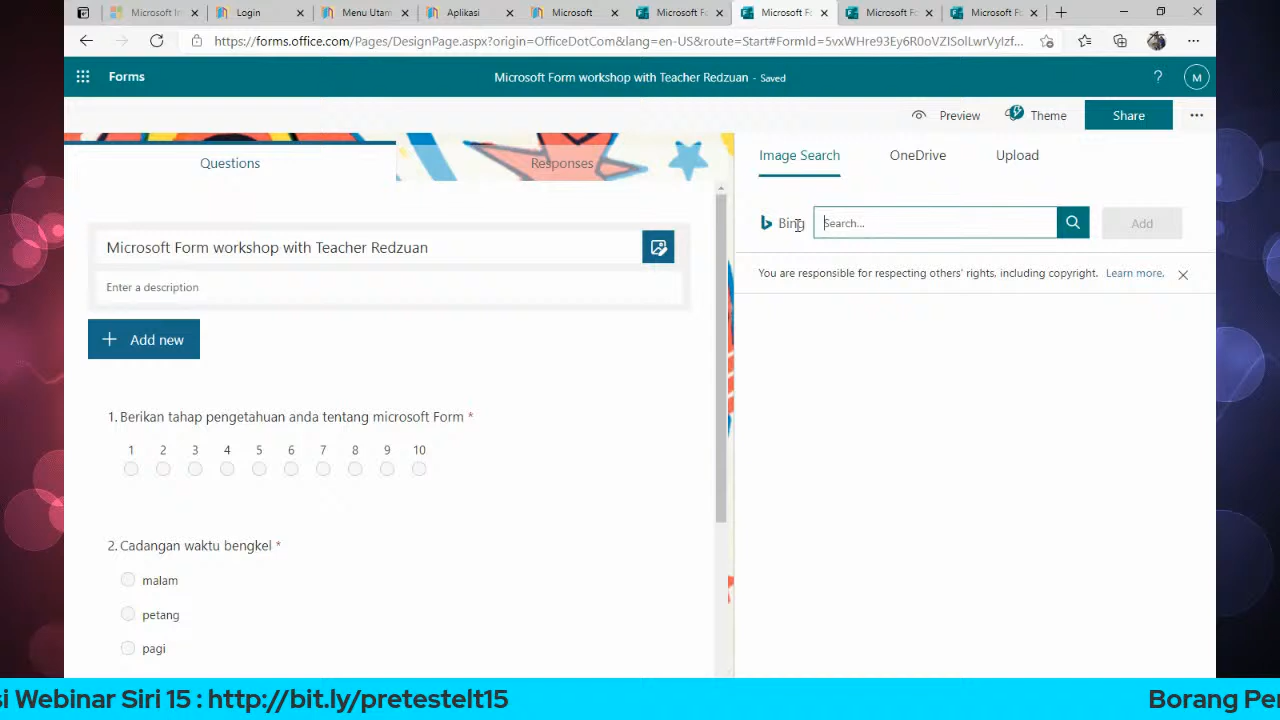 Microsoft In
Login
Menu Utam
Aplikasi
Microsoft
Microsoft Fo
Microsoft Fo
Microsoft Fo
Microsoft Fo
https://forms.office.com/Pages/DesignPage.aspx?origin=OfficeDotCom&lang=en-US&route=Start#FormId=5vxWHre93Ey6R0oVZISolLwrVyIzf...
Forms
Microsoft Form workshop with Teacher Redzuan - Saved
?
M
Preview
Theme
Share
Questions
Responses
Image Search
OneDrive
Upload
Bing
Search...
Add
You are responsible for respecting others' rights, including copyright. Learn more.
Microsoft Form workshop with Teacher Redzuan
Enter a description
Add new
1. Berikan tahap pengetahuan anda tentang microsoft Form *
1 2 3 4 5 6 7 8 9 10
2. Cadangan waktu bengkel *
malam
petang
pagi
si Webinar Siri 15 : http://bit.ly/pretestelt15
Borang Per